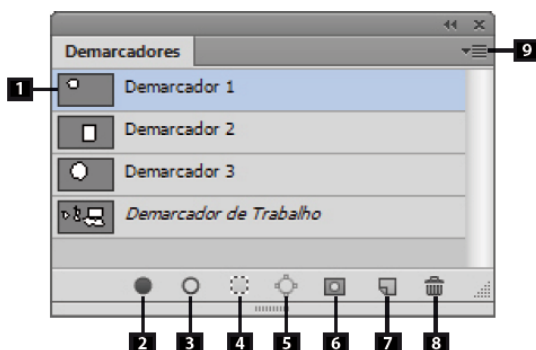 Demarcadores
9
1
Demarcador 1
Demarcador 2
Demarcador 3
Demarcador de Trabalho
2 3 4 5 6 7 8